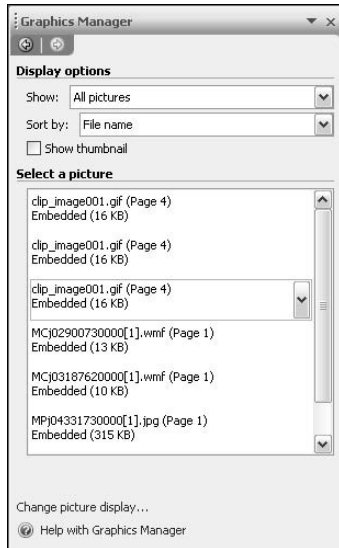 Graphics Manager
Display options
Show: All pictures
Sort by: File name
Show thumbnail
Select a picture
clip_image001.gif (Page 4)
Embedded (16 KB)
clip_image001.gif (Page 4)
Embedded (16 KB)
clip_image001.gif (Page 4)
Embedded (16 KB)
MCj02900730000[1].wmf (Page 1)
Embedded (13 KB)
MCj03187620000[1].wmf (Page 1)
Embedded (10 KB)
MPj04331730000[1].jpg (Page 1)
Embedded (315 KB)
Change picture display...
Help with Graphics Manager